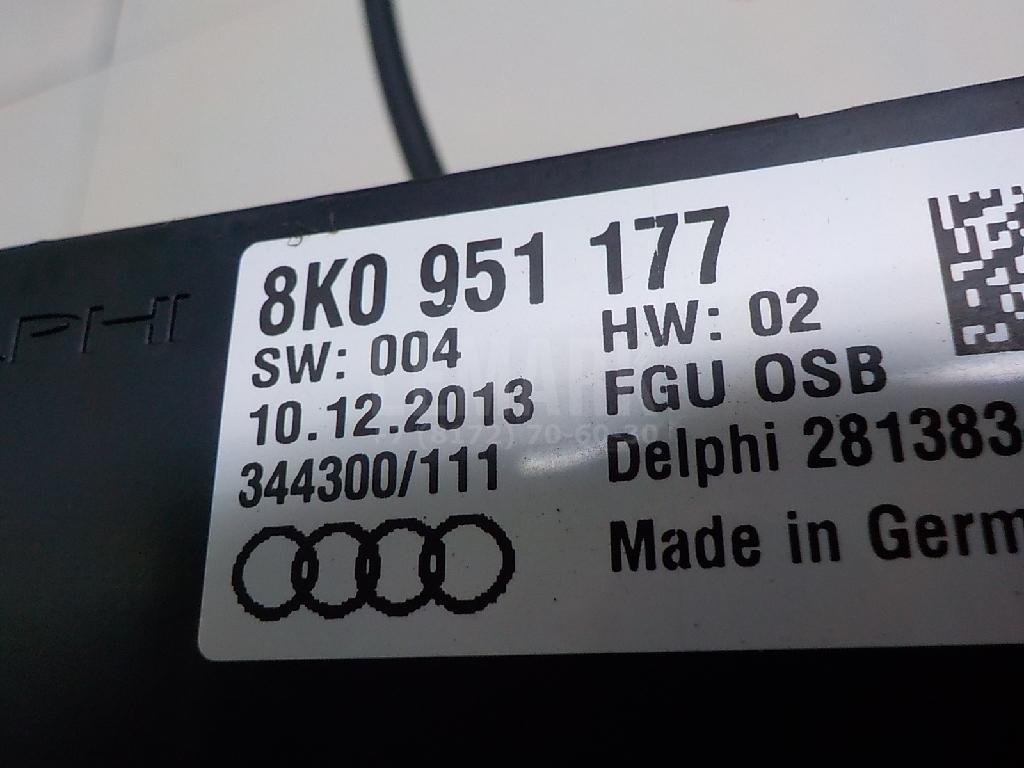 8K0 951 177
SW: 004 HW: 02
10.12.2013 FGU OSB
344300/111 Delphi 281383
Made in Germ
PHI